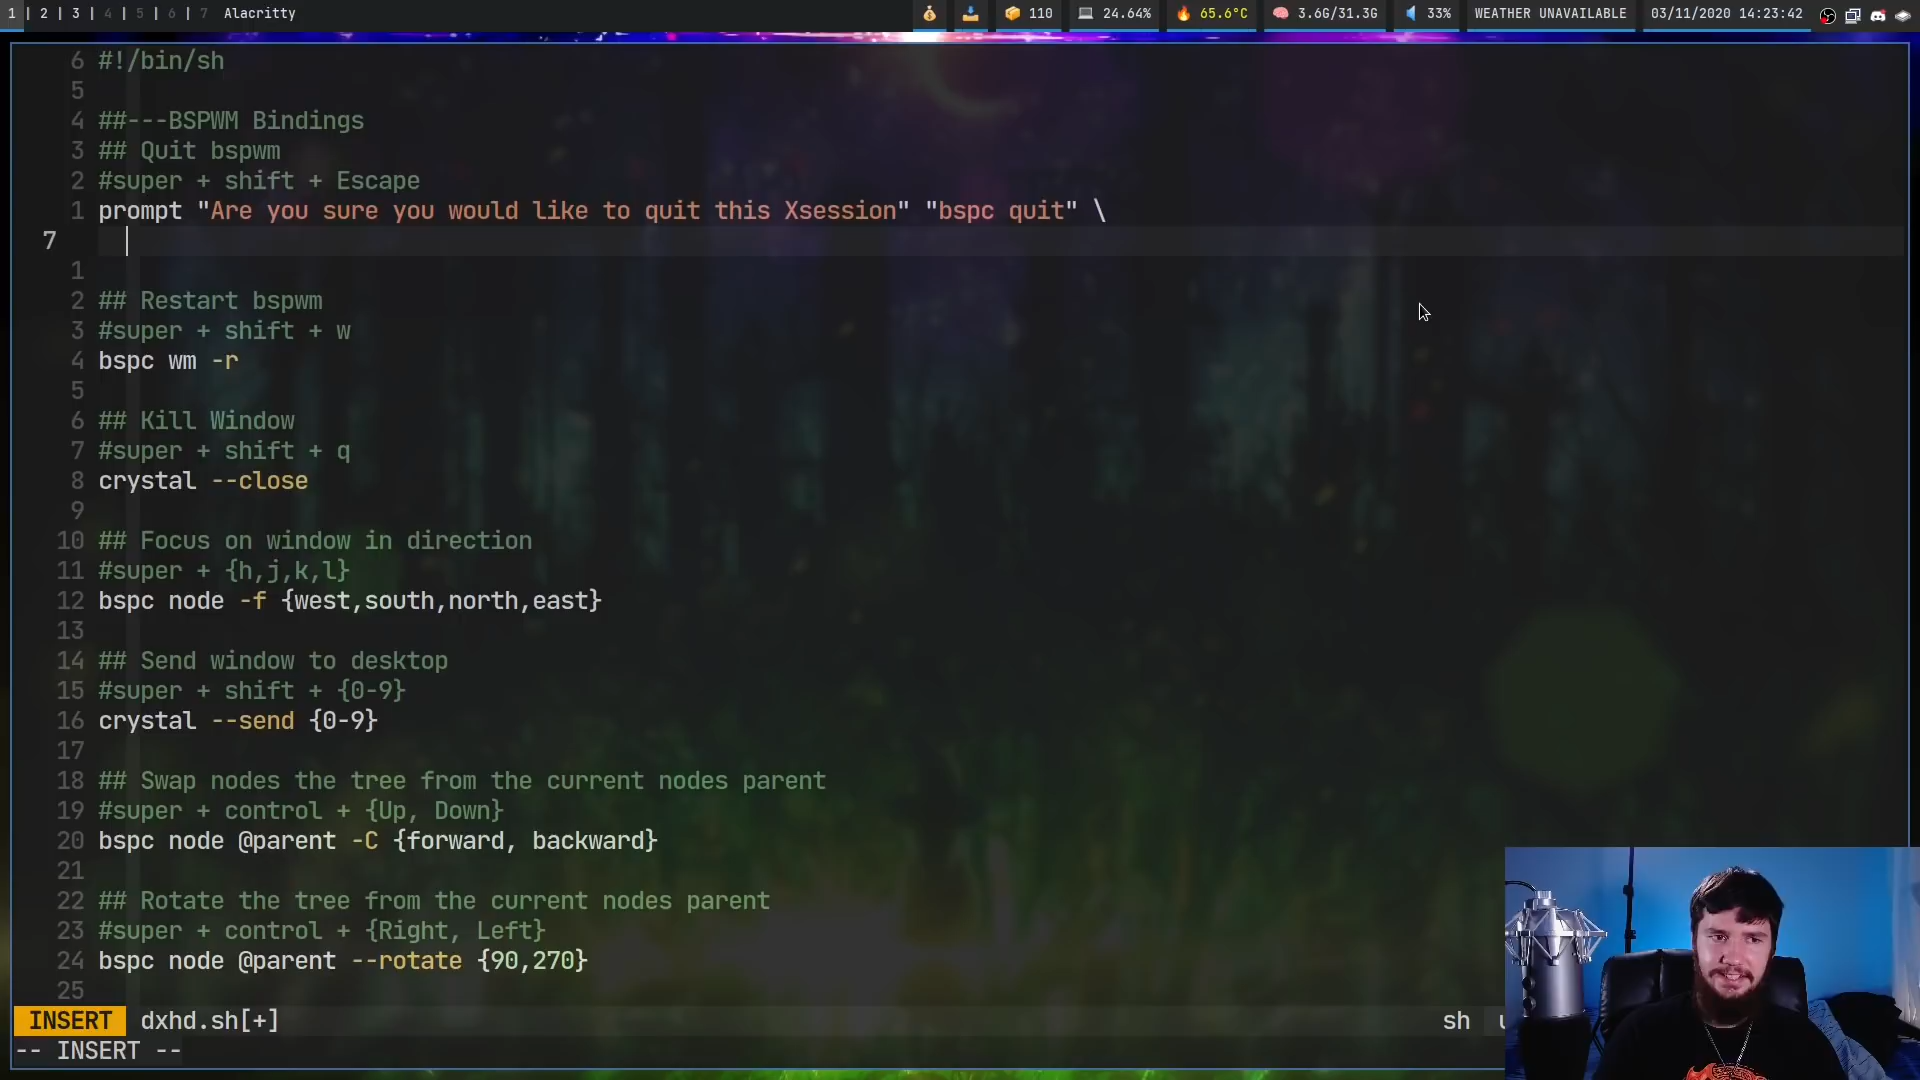 1 | 2 | 3 | 4 | 5 | 6 | 7 Alacritty 110 24.64% 65.6°C 3.6G/31.3G 33% WEATHER UNAVAILABLE 03/11/2020 14:23:42
6 #!/bin/sh
5
4 ##---BSPWM Bindings
3 ## Quit bspwm
2 #super + shift + Escape
1 prompt "Are you sure you would like to quit this Xsession" "bspc quit" \
7
1
2 ## Restart bspwm
3 #super + shift + w
4 bspc wm -r
5
6 ## Kill Window
7 #super + shift + q
8 crystal --close
9
10 ## Focus on window in direction
11 #super + {h,j,k,l}
12 bspc node -f {west,south,north,east}
13
14 ## Send window to desktop
15 #super + shift + {0-9}
16 crystal --send {0-9}
17
18 ## Swap nodes the tree from the current nodes parent
19 #super + control + {Up, Down}
20 bspc node @parent -C {forward, backward}
21
22 ## Rotate the tree from the current nodes parent
23 #super + control + {Right, Left}
24 bspc node @parent --rotate {90,270}
25
INSERT dxhd.sh[+] sh
-- INSERT --